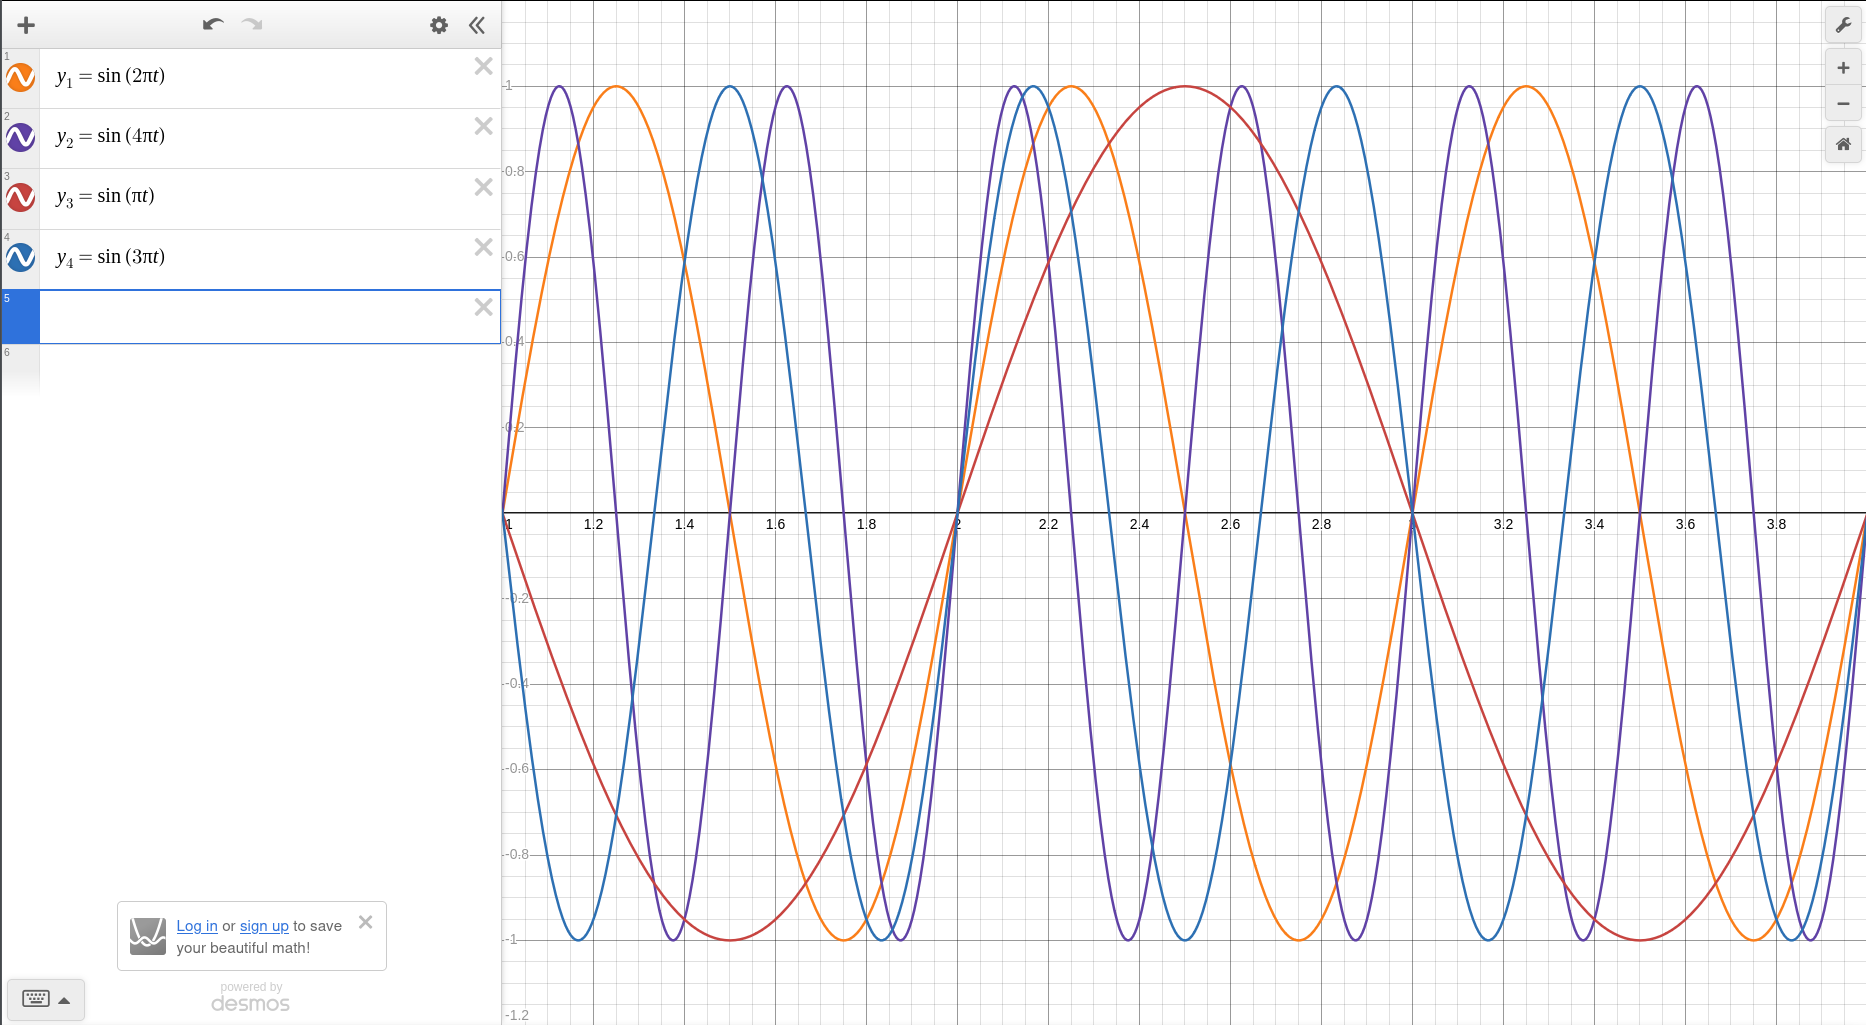 1
y₁ = sin (2πt)
2
y₂ = sin (4πt)
3
y₃ = sin (πt)
4
y₄ = sin (3πt)
5
6
Log in or sign up to save
your beautiful math!
powered by
desmos
1
0.8
0.6
0.4
0.2
1 1.2 1.4 1.6 1.8 2 2.2 2.4 2.6 2.8 3 3.2 3.4 3.6 3.8
-0.2
-0.4
-0.6
-0.8
-1
-1.2